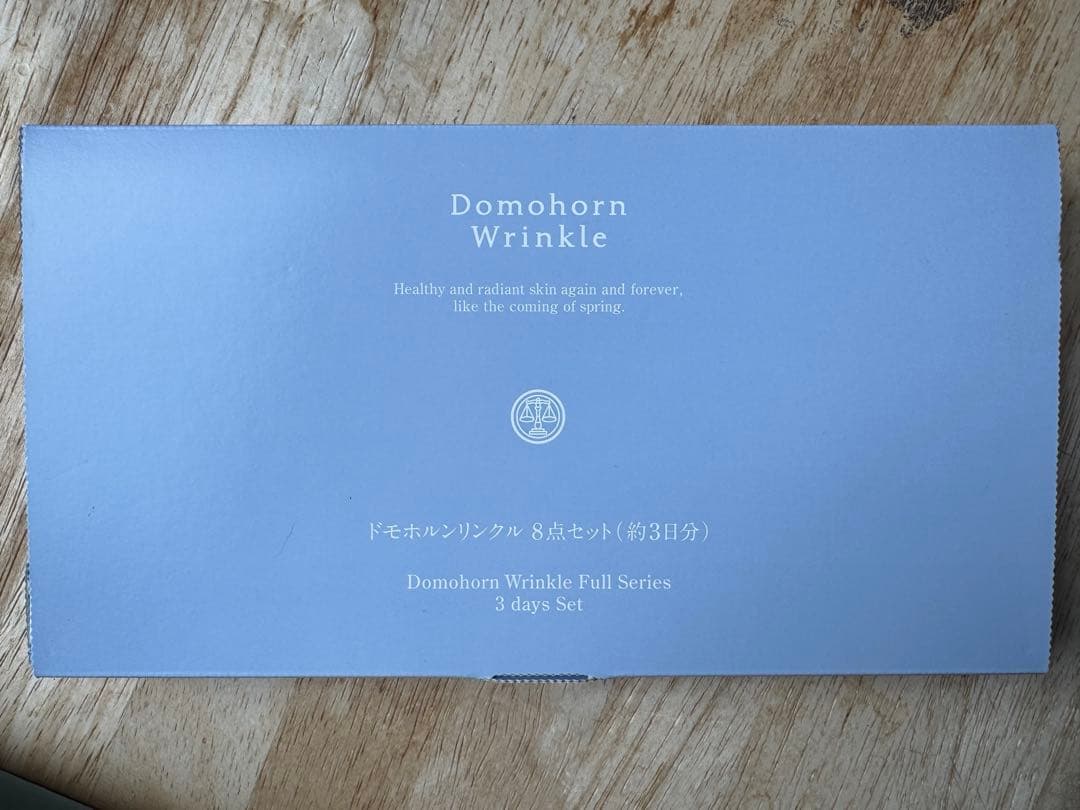 Domohorn
Wrinkle
Healthy and radiant skin again and forever,
like the coming of spring.
ドモホルンリンクル 8点セット（約3日分）
Domohorn Wrinkle Full Series
3 days Set